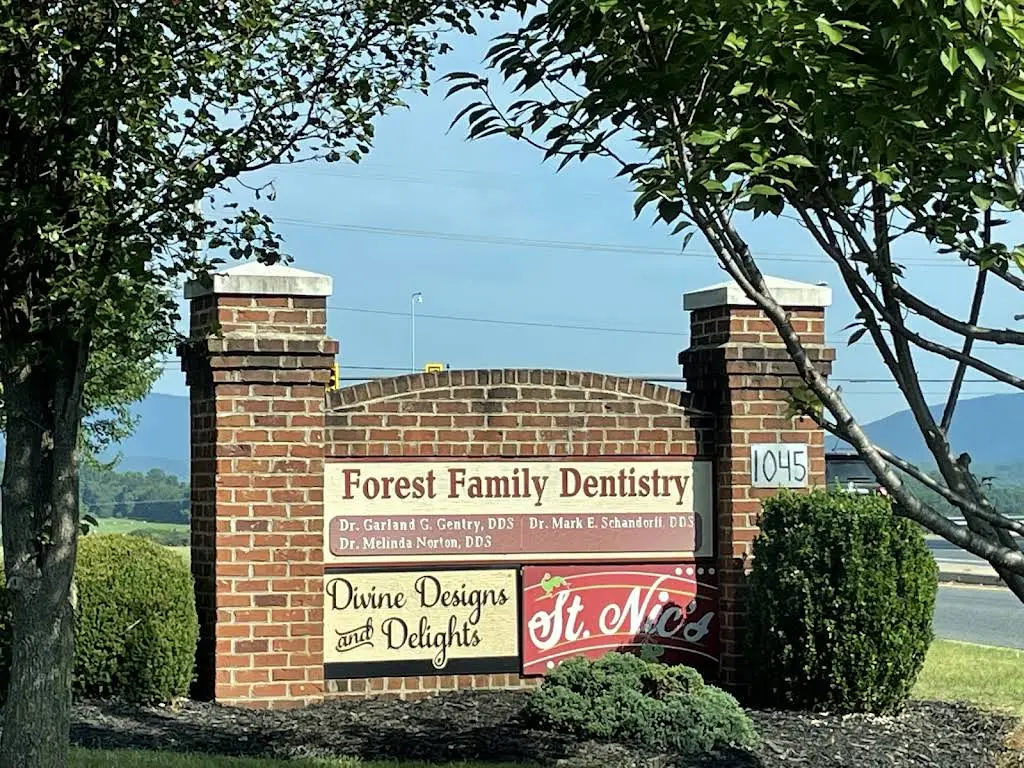 Forest Family Dentistry
1045
Dr. Garland G. Gentry, DDS
Dr. Mark E. Schandorff, DDS
Dr. Melinda Norton, DDS
Divine Designs
and Delights
St. Nic's